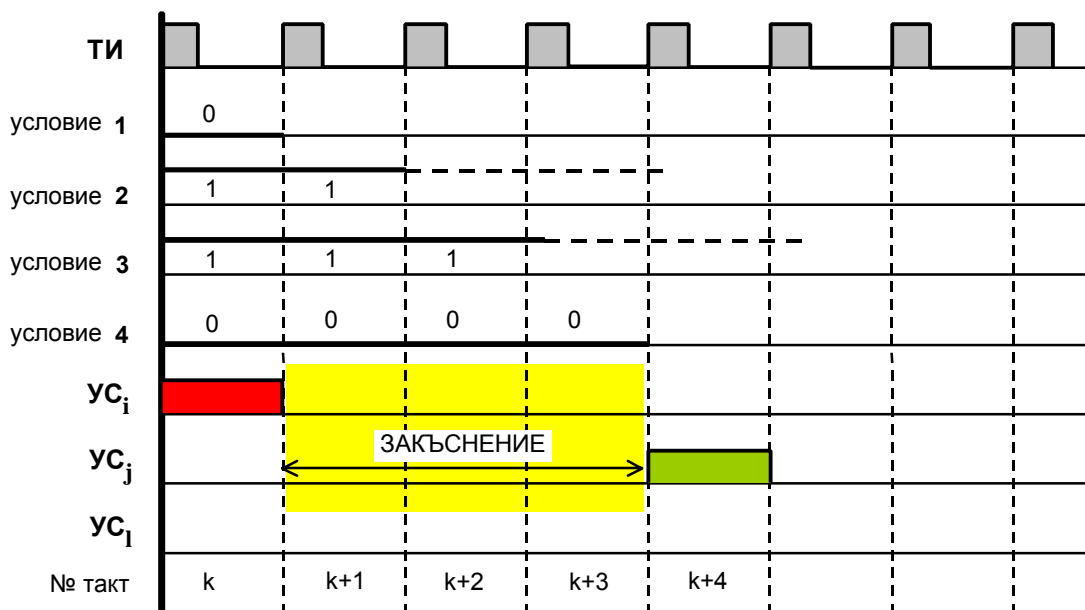 ТИ
условие 1 0
условие 2 1 1
условие 3 1 1 1
условие 4 0 0 0 0
УСi
ЗАКЪСНЕНИЕ
УСj
УСl
№ такт k k+1 k+2 k+3 k+4